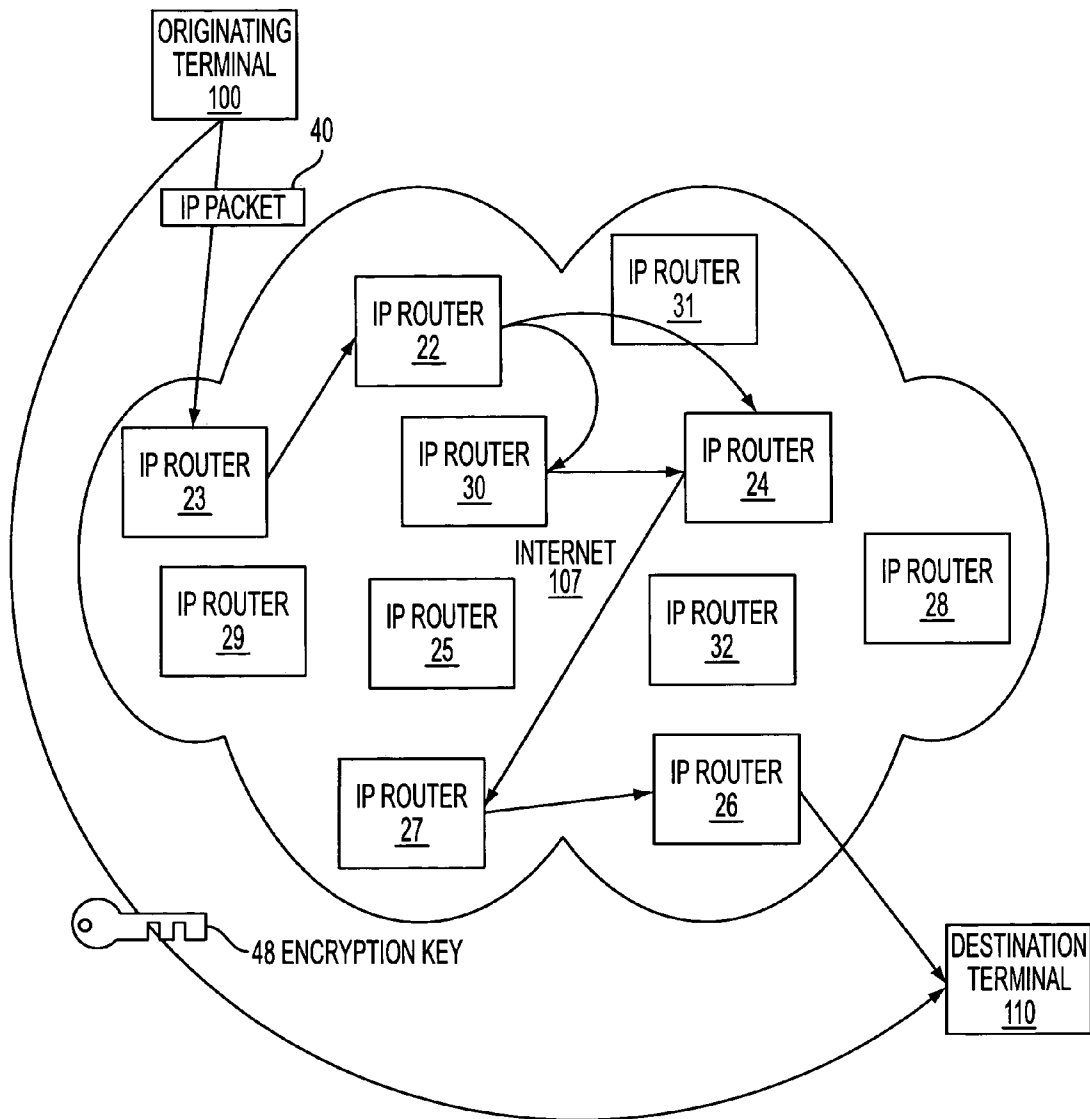 ORIGINATING
TERMINAL
100
40
IP PACKET
IP ROUTER
31
IP ROUTER
22
IP ROUTER
23
IP ROUTER
30
IP ROUTER
24
INTERNET
107
IP ROUTER
28
IP ROUTER
29
IP ROUTER
25
IP ROUTER
32
IP ROUTER
27
IP ROUTER
26
48 ENCRYPTION KEY
DESTINATION
TERMINAL
110